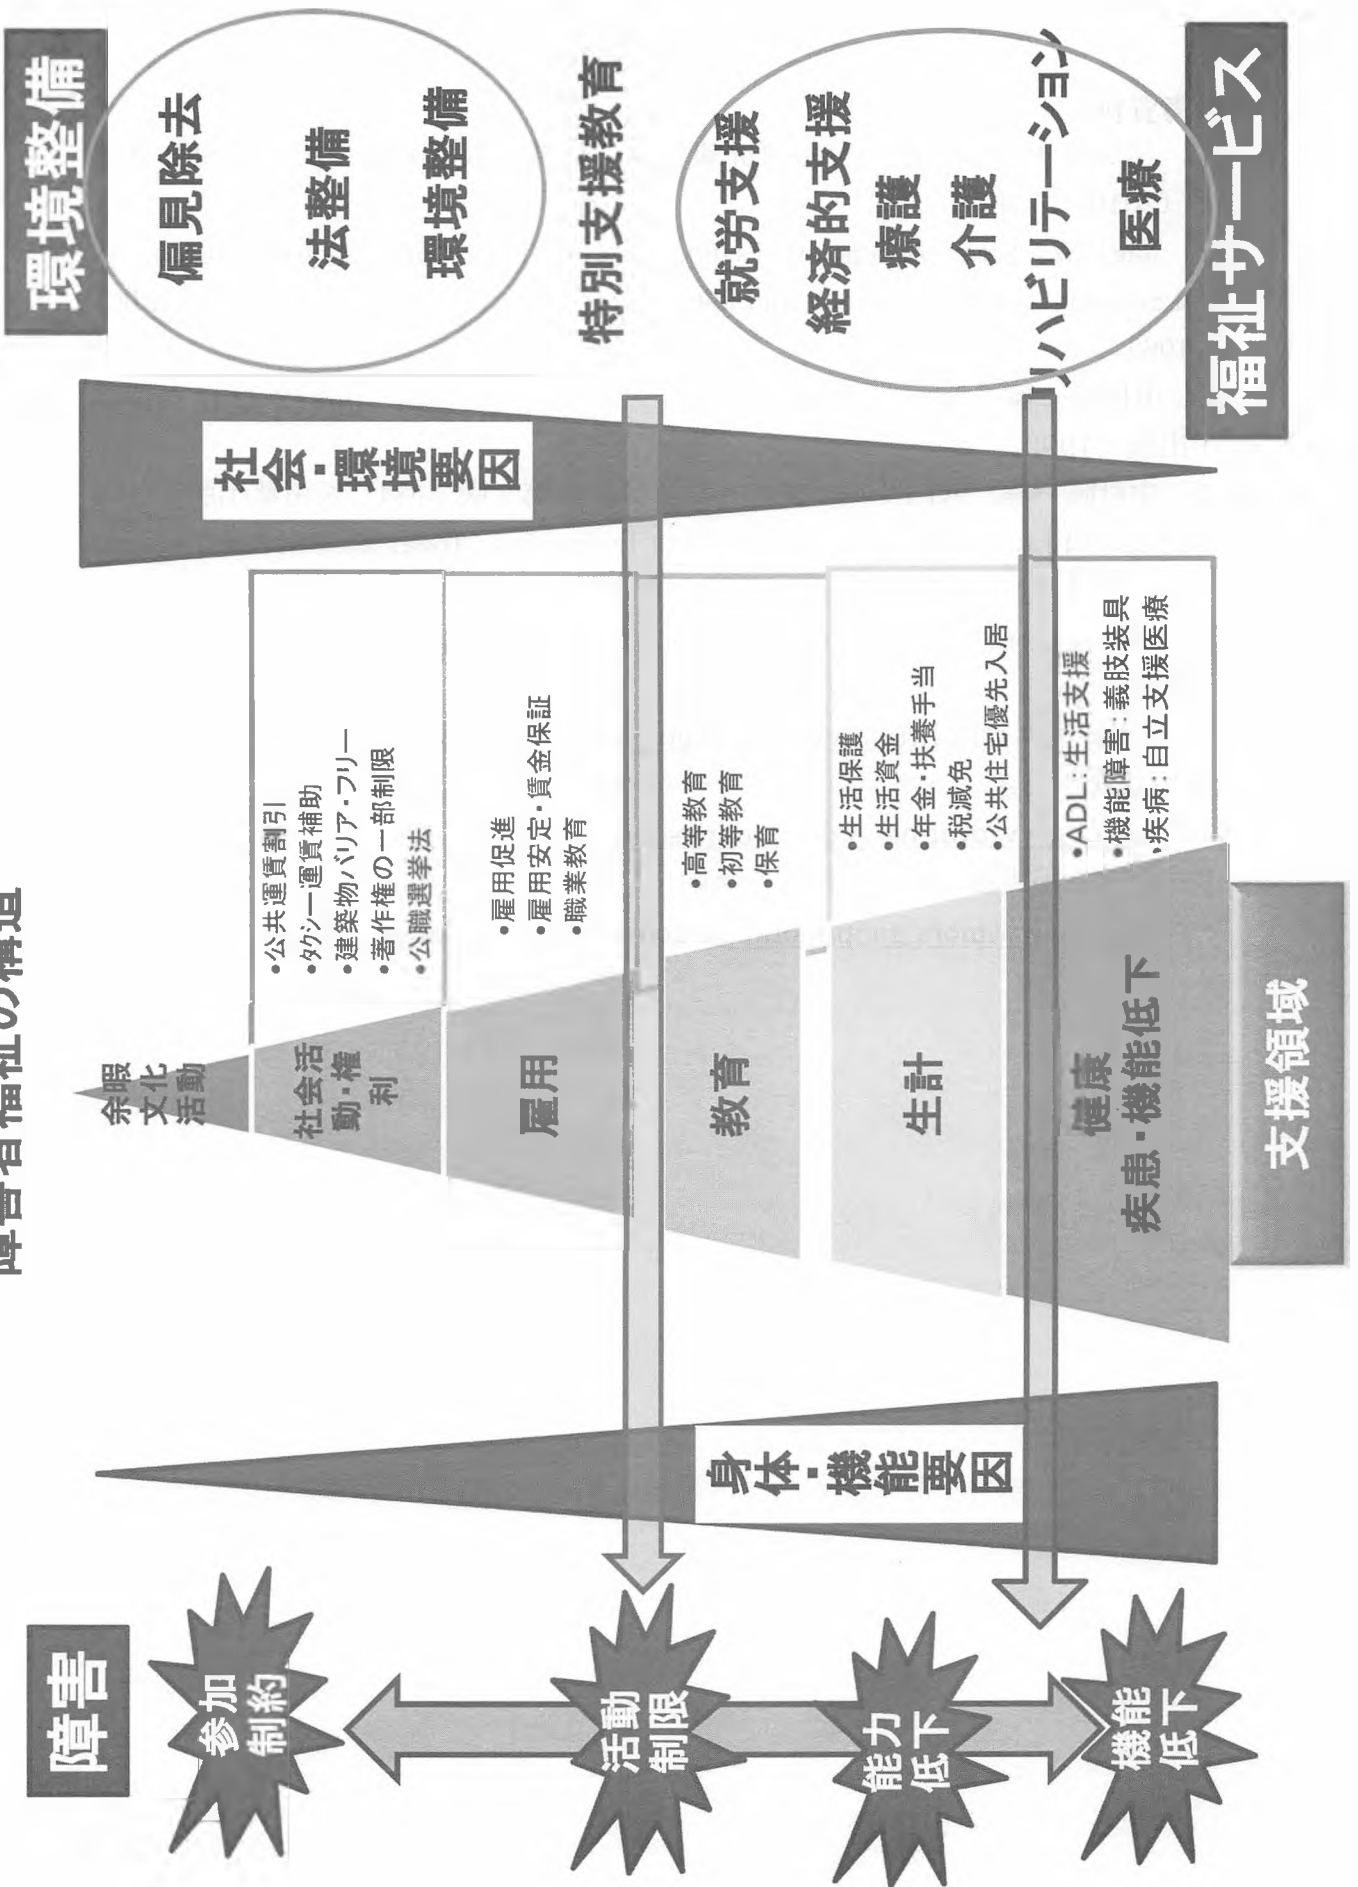 障害者福祉の構造
障害
参加
制約
活動
制限
能力
低下
機能
低下
身体・機能要因
余暇
文化
活動
社会活
動・権
利
雇用
教育
生計
健康
疾患・機能低下
支援領域
•公共運賃割引
•タクシー運賃補助
•建築物バリア・フリー
•著作権の一部制限
•公職選挙法
•雇用促進
•雇用安定・賃金保証
•職業教育
•高等教育
•初等教育
•保育
•生活保護
•生活資金
•年金・扶養手当
•税減免
•公共住宅優先入居
•ADL:生活支援
•機能障害:義肢装具
•疾病:自立支援医療
社会・環境要因
環境整備
偏見除去
法整備
環境整備
特別支援教育
就労支援
経済的支援
療護
介護
リハビリテーション
医療
福祉サービス